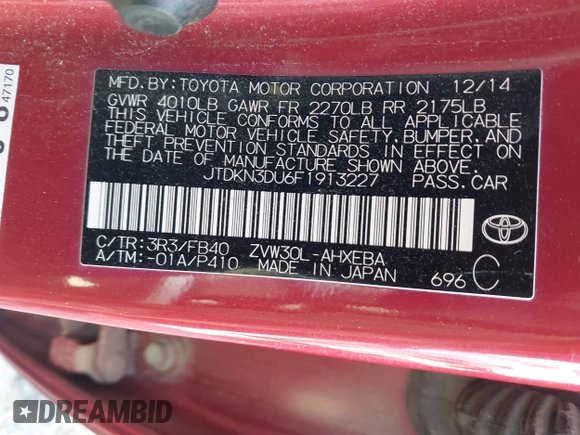 47170
MFD.BY:TOYOTA MOTOR CORPORATION 12/14
GVWR 4010LB GAWR FR 2270LB RR 2175LB
THIS VEHICLE CONFORMS TO ALL APPLICABLE
FEDERAL MOTOR VEHICLE SAFETY, BUMPER, AND
THEFT PREVENTION STANDARDS IN EFFECT ON
THE DATE OF MANUFACTURE SHOWN ABOVE.
JTDKN3DU6F1913227 PASS.CAR
C/TR:3R3/FB40 ZVW30L-AHXEBA
A/TM:-01A/P410 MADE IN JAPAN 696 C
TOYOTA
DREAMBID